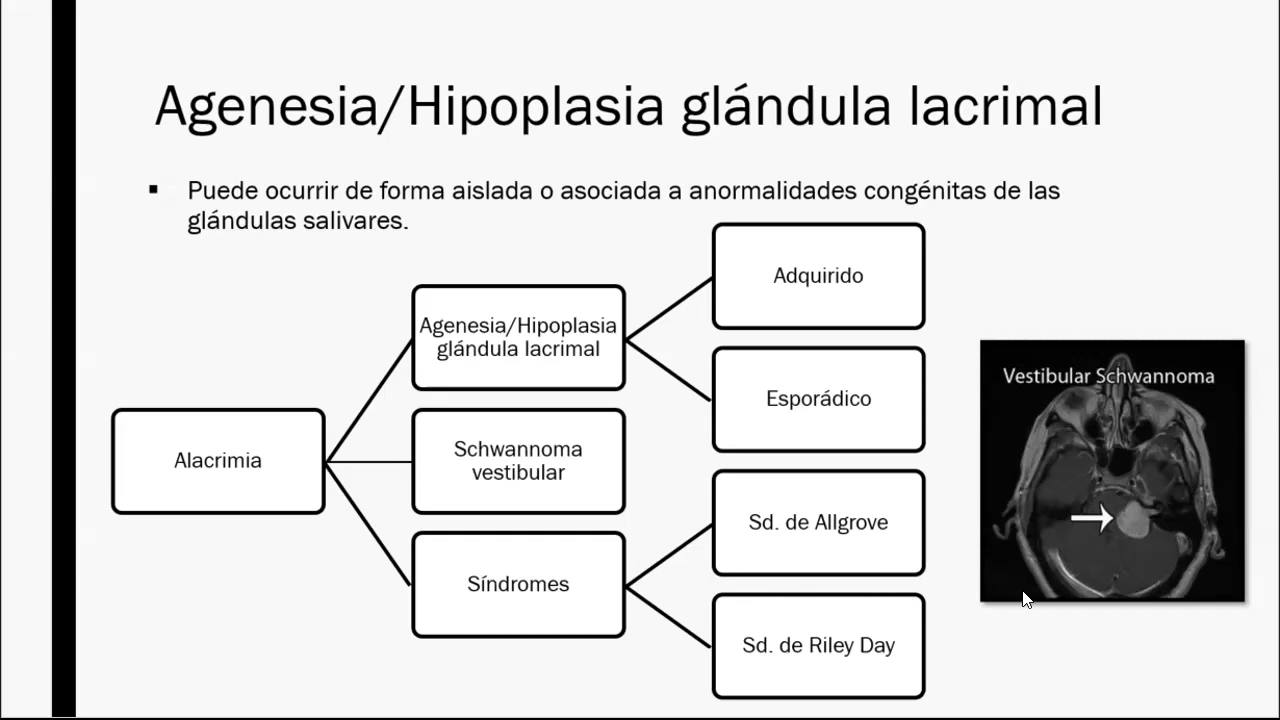 Agenesia/Hipoplasia glándula lacrimal
▪ Puede ocurrir de forma aislada o asociada a anormalidades congénitas de las
glándulas salivares.
Alacrimia
Agenesia/Hipoplasia
glándula lacrimal
Schwannoma
vestibular
Síndromes
Adquirido
Esporádico
Sd. de Allgrove
Sd. de Riley Day
Vestibular Schwannoma